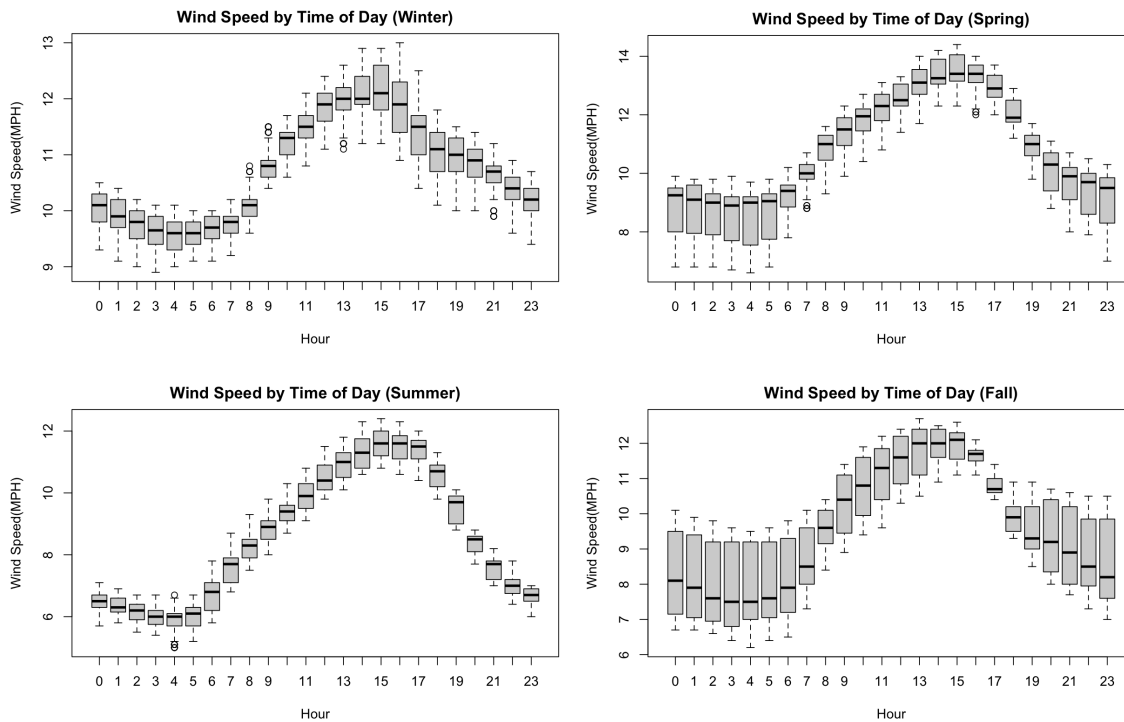 Wind Speed by Time of Day (Winter)
Wind Speed(MPH)
13
12
11
10
9
0 1 2 3 4 5 6 7 8 9 11 13 15 17 19 21 23
Hour
Wind Speed by Time of Day (Spring)
Wind Speed(MPH)
14
12
10
8
0 1 2 3 4 5 6 7 8 9 11 13 15 17 19 21 23
Hour
Wind Speed by Time of Day (Summer)
Wind Speed(MPH)
12
10
8
6
0 1 2 3 4 5 6 7 8 9 11 13 15 17 19 21 23
Hour
Wind Speed by Time of Day (Fall)
Wind Speed(MPH)
12
11
10
9
8
7
6
0 1 2 3 4 5 6 7 8 9 11 13 15 17 19 21 23
Hour